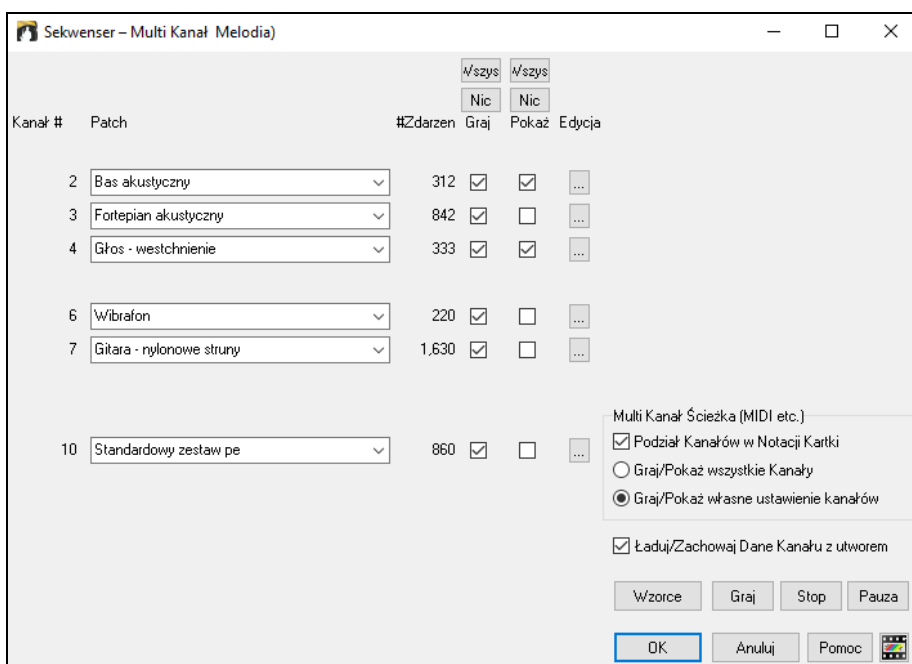 Sekwenser – Multi Kanał Melodia)
Wszys Wszys
Nic Nic
Kanał # Patch #Zdarzen Graj Pokaż Edycja
2 Bas akustyczny 312 ...
3 Fortepian akustyczny 842 ...
4 Głos - westchnienie 333 ...
6 Wibrafon 220 ...
7 Gitara - nylonowe struny 1,630 ...
Multi Kanał Ścieżka (MIDI etc.)
10 Standardowy zestaw pe 860 ...
Podział Kanałów w Notacji Kartki
Graj/Pokaż wszystkie Kanały
Graj/Pokaż własne ustawienie kanałów
Ładuj/Zachowaj Dane Kanału z utworem
Wzorce Graj Stop Pauza
OK Anuluj Pomoc